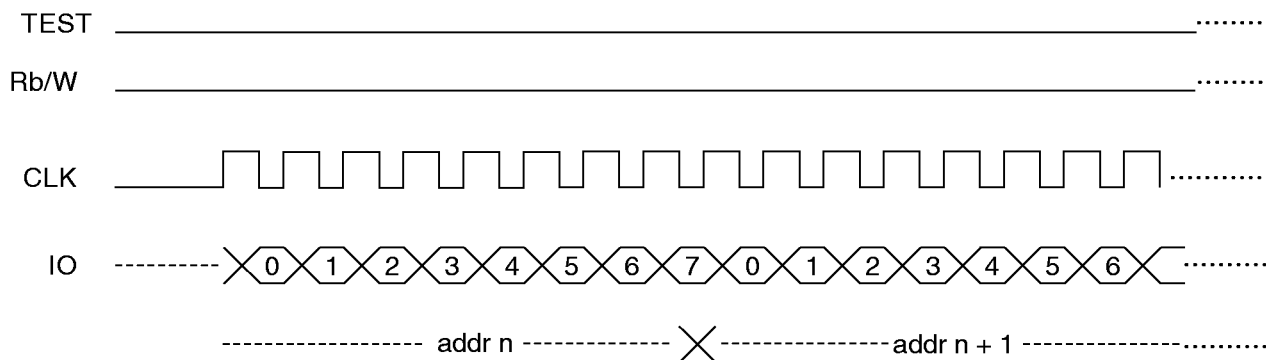 TEST
Rb/W
CLK
IO 0 1 2 3 4 5 6 7 0 1 2 3 4 5 6
addr n addr n + 1